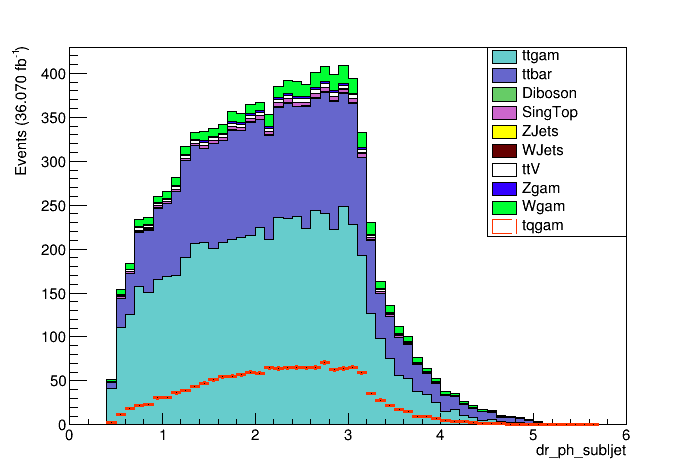 Events (36.070 fb⁻¹)
400
350
300
250
200
150
100
50
0
0 1 2 3 4 5 6
dr_ph_subljet
ttgam
ttbar
Diboson
SingTop
ZJets
WJets
ttV
Zgam
Wgam
tqgam